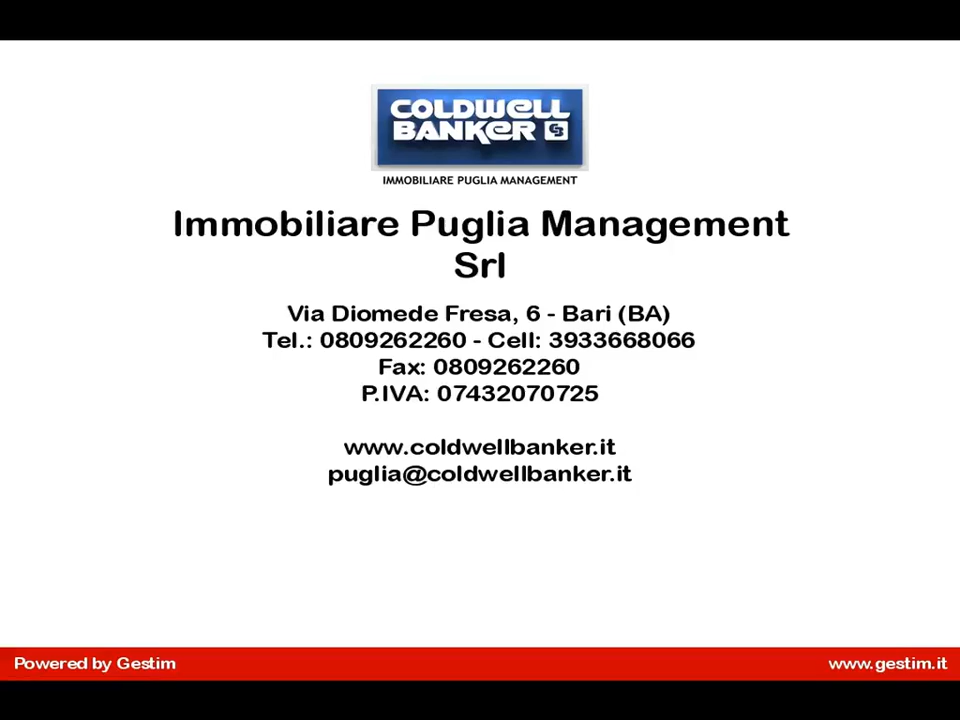 COLDWELL
BANKER CB
IMMOBILIARE PUGLIA MANAGEMENT
Immobiliare Puglia Management
Srl
Via Diomede Fresa, 6 - Bari (BA)
Tel.: 0809262260 - Cell: 3933668066
Fax: 0809262260
P.IVA: 07432070725
www.coldwellbanker.it
puglia@coldwellbanker.it
Powered by Gestim
www.gestim.it